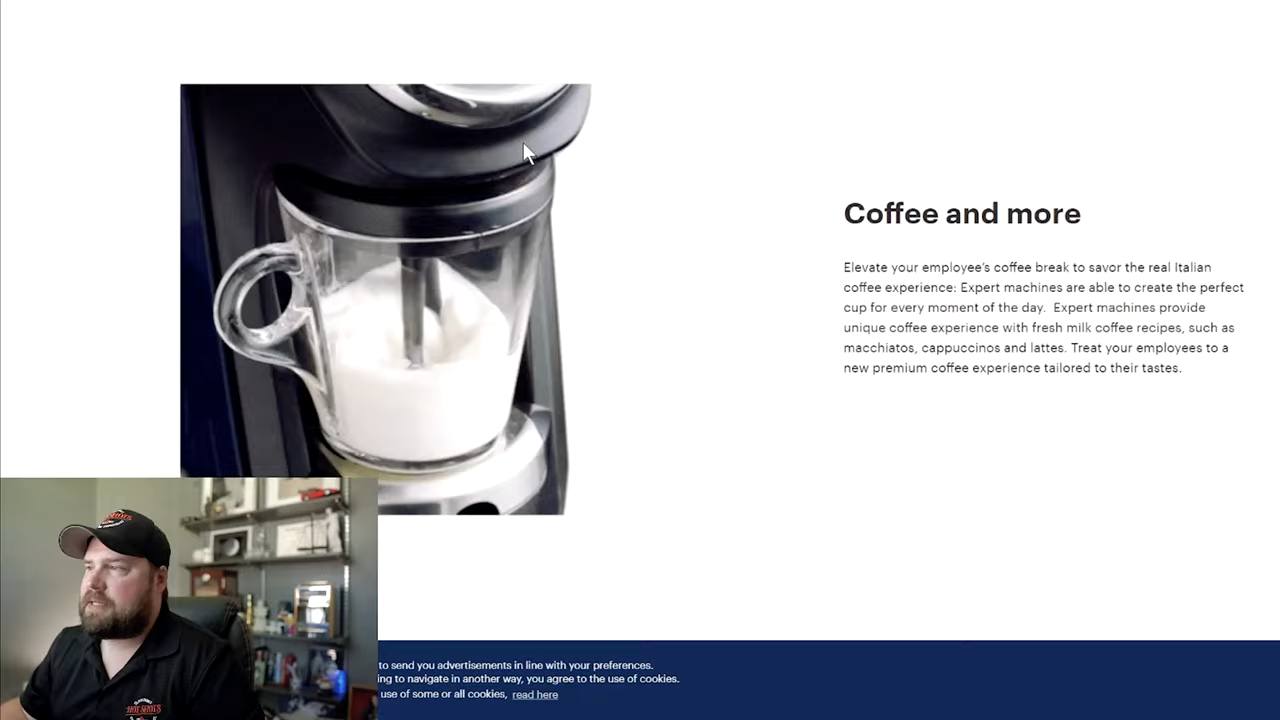 Coffee and more
Elevate your employee’s coffee break to savor the real Italian
coffee experience: Expert machines are able to create the perfect
cup for every moment of the day.  Expert machines provide
unique coffee experience with fresh milk coffee recipes, such as
macchiatos, cappuccinos and lattes. Treat your employees to a
new premium coffee experience tailored to their tastes.
HOT SHOTS
HOT SHOTS
to send you advertisements in line with your preferences.
ing to navigate in another way, you agree to the use of cookies.
use of some or all cookies, read here